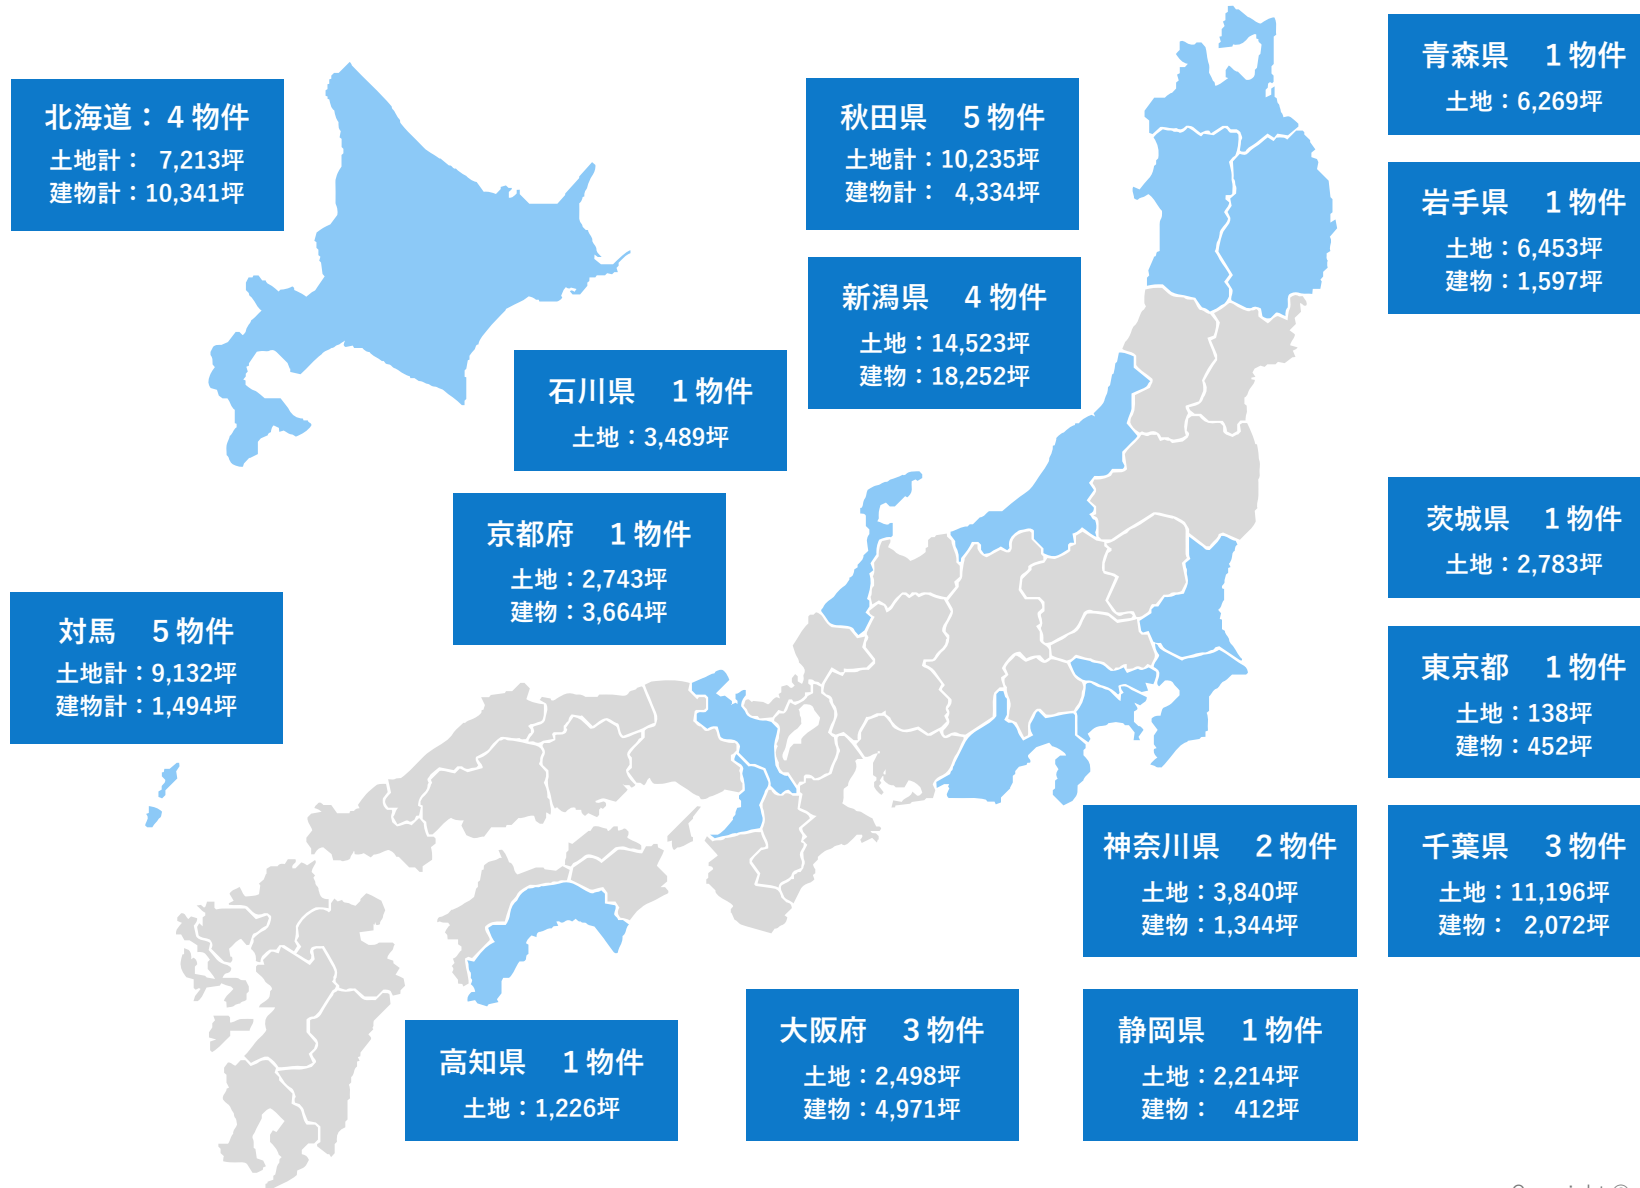 北海道：４物件
土地計： 7,213坪
建物計：10,341坪
秋田県　５物件
土地計：10,235坪
建物計： 4,334坪
青森県　１物件
土地：6,269坪
岩手県　１物件
土地：6,453坪
建物：1,597坪
新潟県　４物件
土地：14,523坪
建物：18,252坪
石川県　１物件
土地：3,489坪
京都府　１物件
土地：2,743坪
建物：3,664坪
茨城県　１物件
土地：2,783坪
対馬　５物件
土地計：9,132坪
建物計：1,494坪
東京都　１物件
土地：138坪
建物：452坪
神奈川県　２物件
土地：3,840坪
建物：1,344坪
千葉県　３物件
土地：11,196坪
建物： 2,072坪
高知県　１物件
土地：1,226坪
大阪府　３物件
土地：2,498坪
建物：4,971坪
静岡県　１物件
土地：2,214坪
建物： 412坪